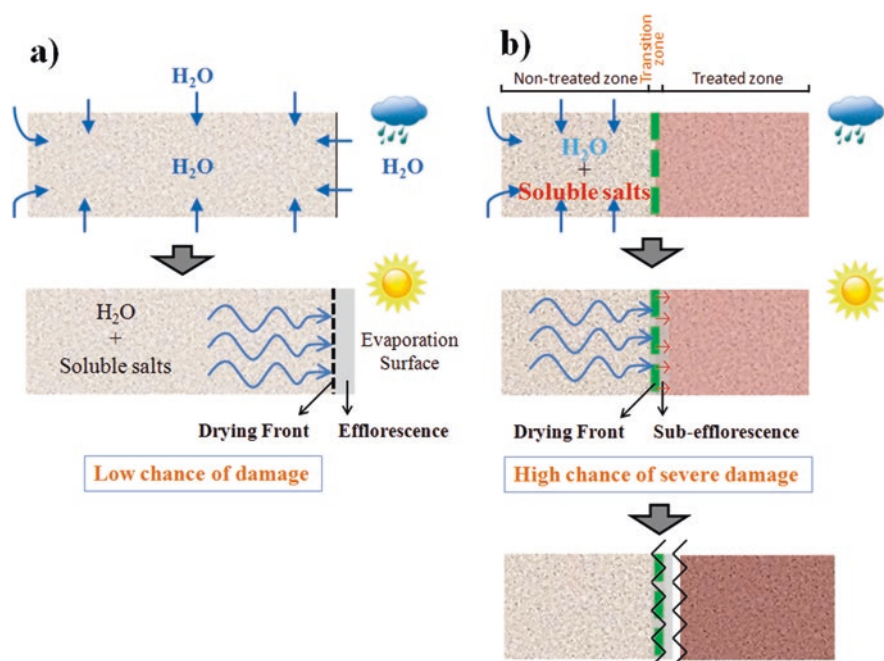 a)
H₂O
H₂O
H₂O
H₂O
+
Soluble salts
Evaporation
Surface
Drying Front
Efflorescence
Low chance of damage
b)
Transition
zone
Non-treated zone
Treated zone
H₂O
+
Soluble salts
Drying Front
Sub-efflorescence
High chance of severe damage